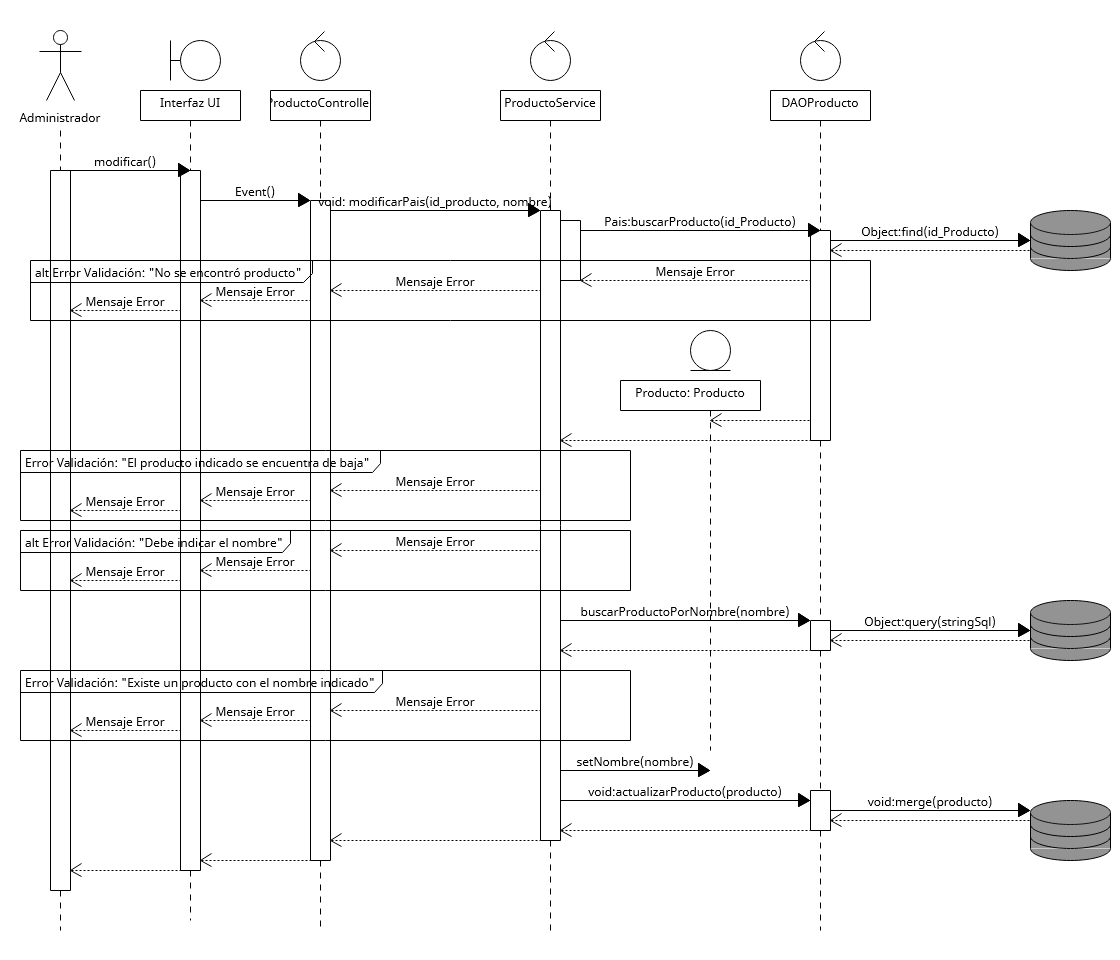 Administrador
Interfaz UI
ProductoControlle
ProductoService
DAOProducto
modificar()
Event()
void: modificarPais(id_producto, nombre)
Pais:buscarProducto(id_Producto)
Object:find(id_Producto)
alt Error Validación: "No se encontró producto"
Mensaje Error
Mensaje Error
Mensaje Error
Mensaje Error
Producto: Producto
Error Validación: "El producto indicado se encuentra de baja"
Mensaje Error
Mensaje Error
Mensaje Error
alt Error Validación: "Debe indicar el nombre"
Mensaje Error
Mensaje Error
Mensaje Error
buscarProductoPorNombre(nombre)
Object:query(stringSql)
Error Validación: "Existe un producto con el nombre indicado"
Mensaje Error
Mensaje Error
Mensaje Error
setNombre(nombre)
void:actualizarProducto(producto)
void:merge(producto)